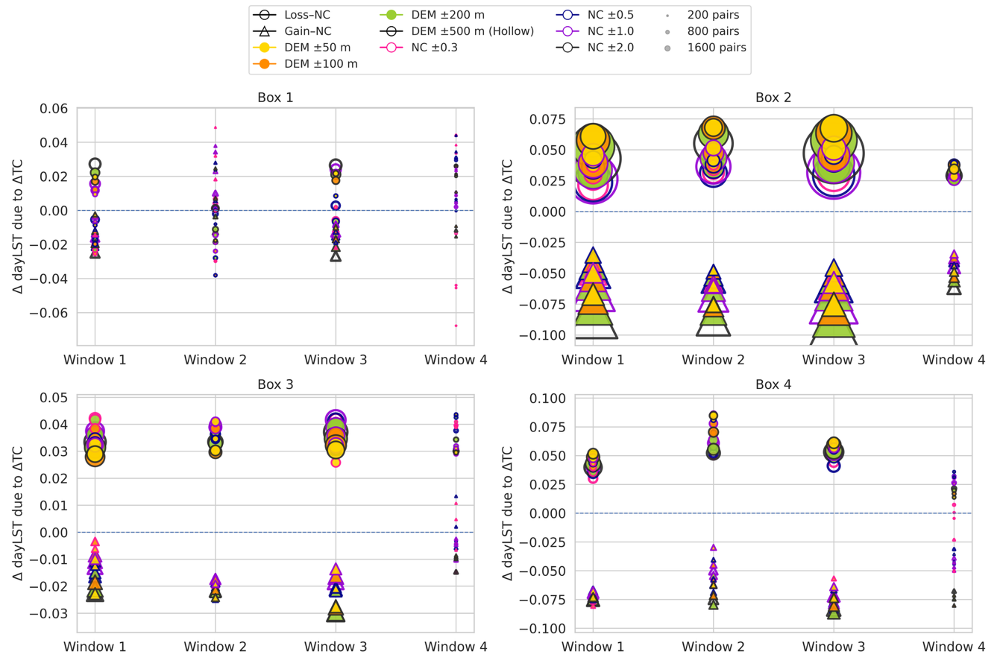 Loss–NC
Gain–NC
DEM ±50 m
DEM ±100 m
DEM ±200 m
DEM ±500 m (Hollow)
NC ±0.3
NC ±0.5
NC ±1.0
NC ±2.0
200 pairs
800 pairs
1600 pairs
Box 1
Δ dayLST due to ΔTC
0.06
0.04
0.02
0.00
−0.02
−0.04
−0.06
Window 1 Window 2 Window 3 Window 4
Box 2
Δ dayLST due to ΔTC
0.075
0.050
0.025
0.000
−0.025
−0.050
−0.075
−0.100
Window 1 Window 2 Window 3 Window 4
Box 3
Δ dayLST due to ΔTC
0.05
0.04
0.03
0.02
0.01
0.00
−0.01
−0.02
−0.03
Window 1 Window 2 Window 3 Window 4
Box 4
Δ dayLST due to ΔTC
0.100
0.075
0.050
0.025
0.000
−0.025
−0.050
−0.075
−0.100
Window 1 Window 2 Window 3 Window 4